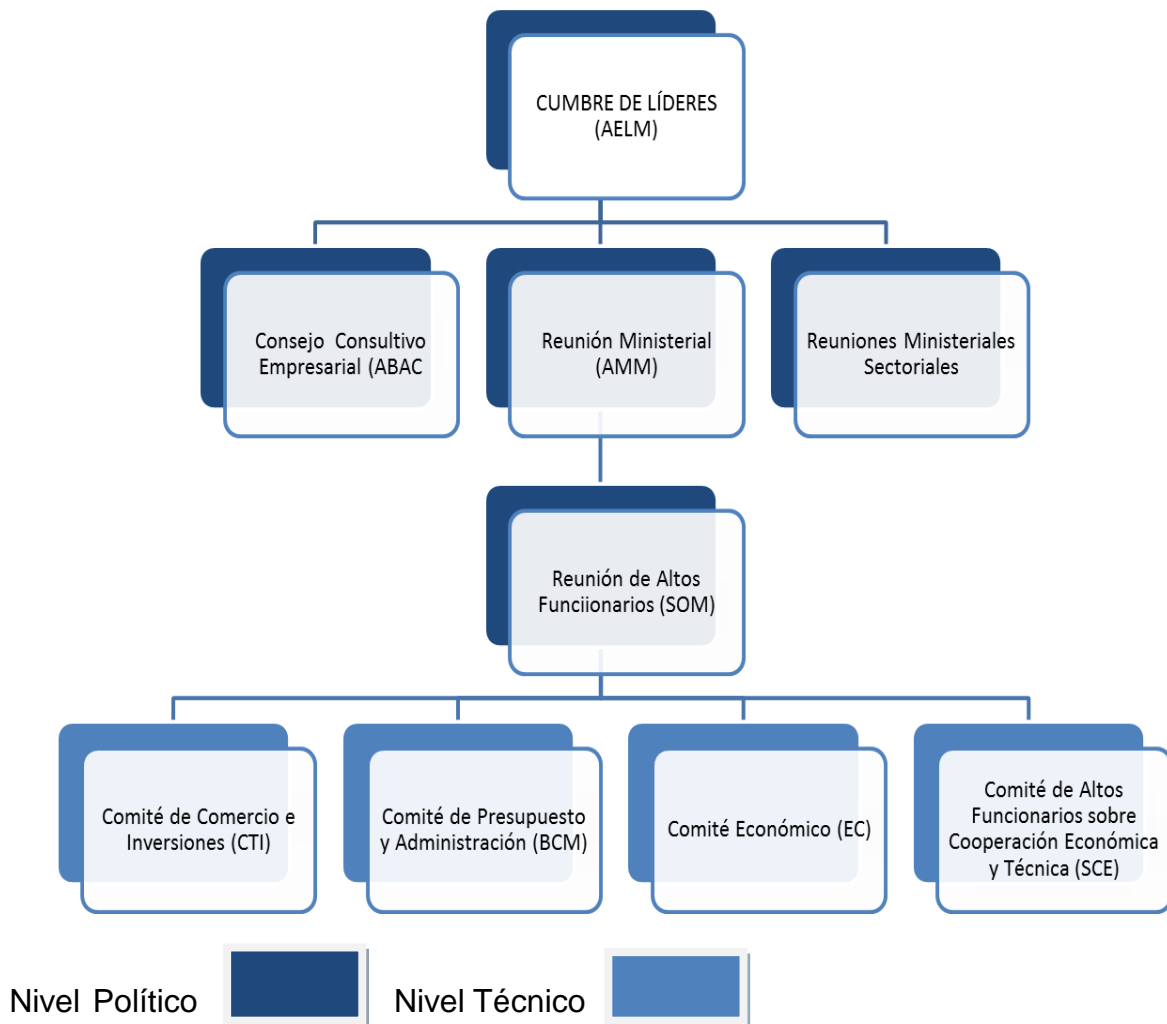 CUMBRE DE LÍDERES
(AELM)
Consejo Consultivo
Empresarial (ABAC
Reunión Ministerial
(AMM)
Reuniones Ministeriales
Sectoriales
Reunión de Altos
Funciionarios (SOM)
Comité de Comercio e
Inversiones (CTI)
Comité de Presupuesto
y Administración (BCM)
Comité Económico (EC)
Comité de Altos
Funcionarios sobre
Cooperación Económica
y Técnica (SCE)
Nivel Político
Nivel Técnico